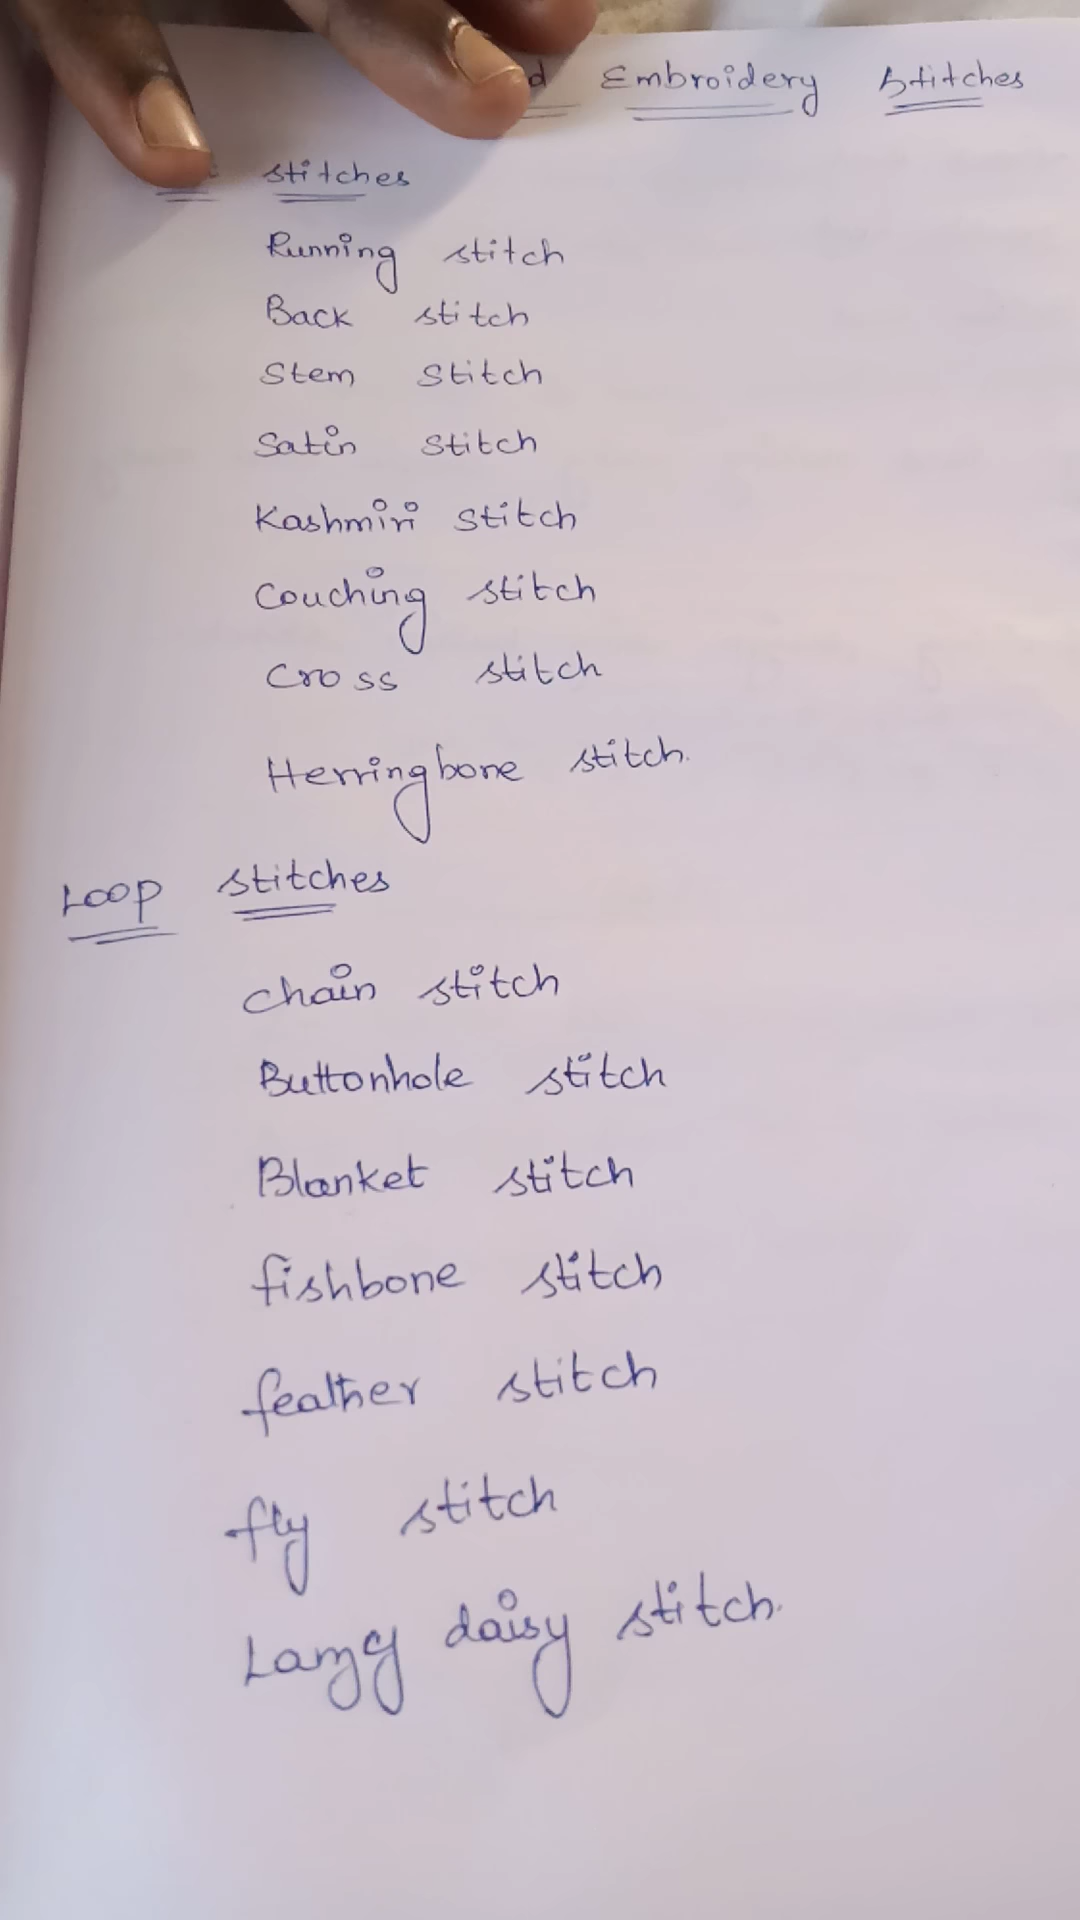 Embroidery Stitches
stitches
Running stitch
Back stitch
Stem stitch
Satin stitch
Kashmiri stitch
Couching stitch
Cross stitch
Herringbone stitch.
Loop stitches
chain stitch
Buttonhole stitch
Blanket stitch
fishbone stitch
feather stitch
fly stitch
Lazy daisy stitch.